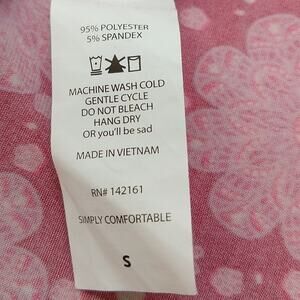 95% POLYESTER
5% SPANDEX
MACHINE WASH COLD
GENTLE CYCLE
DO NOT BLEACH
HANG DRY
OR you'll be sad
MADE IN VIETNAM
RN# 142161
SIMPLY COMFORTABLE
S